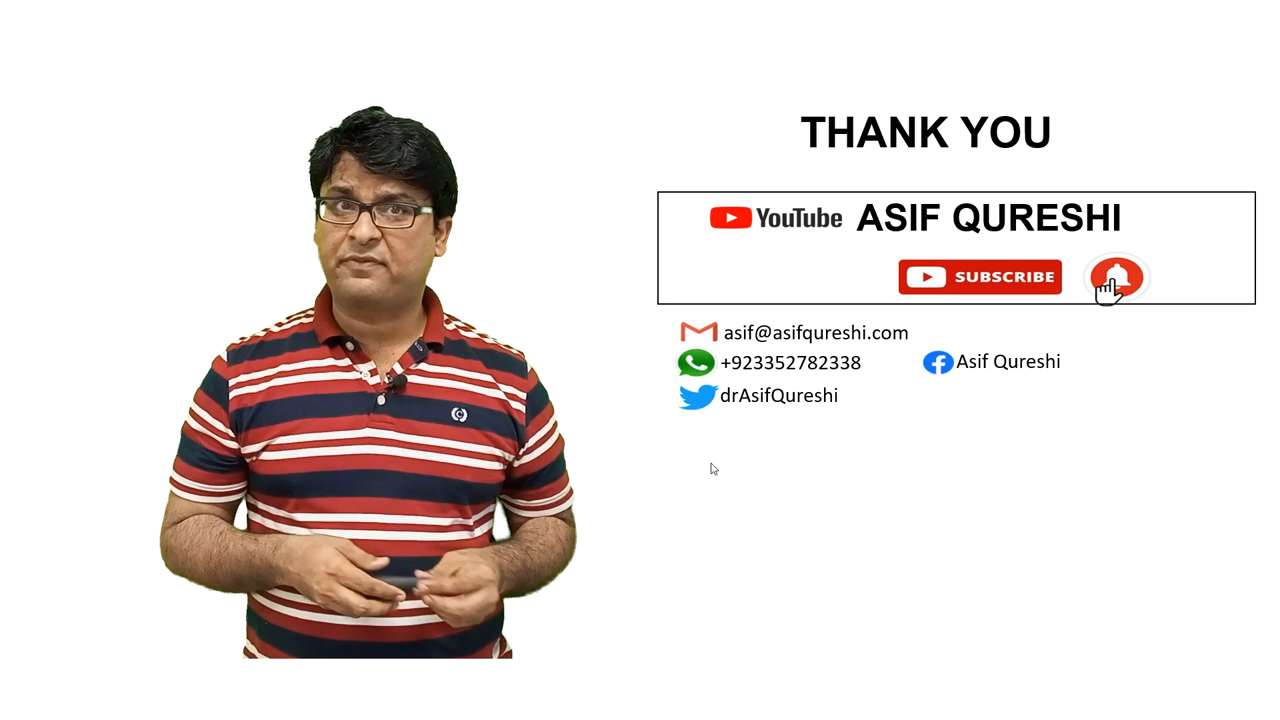 THANK YOU
YouTube ASIF QURESHI
SUBSCRIBE
asif@asifqureshi.com
+923352782338 Asif Qureshi
drAsifQureshi